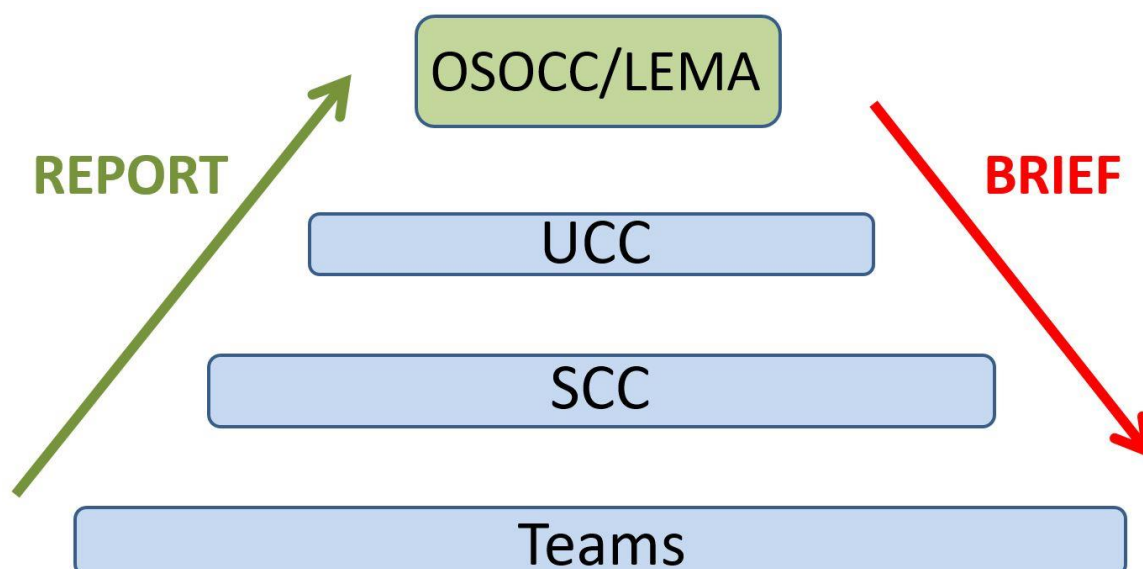 OSOCC/LEMA
REPORT
BRIEF
UCC
SCC
Teams